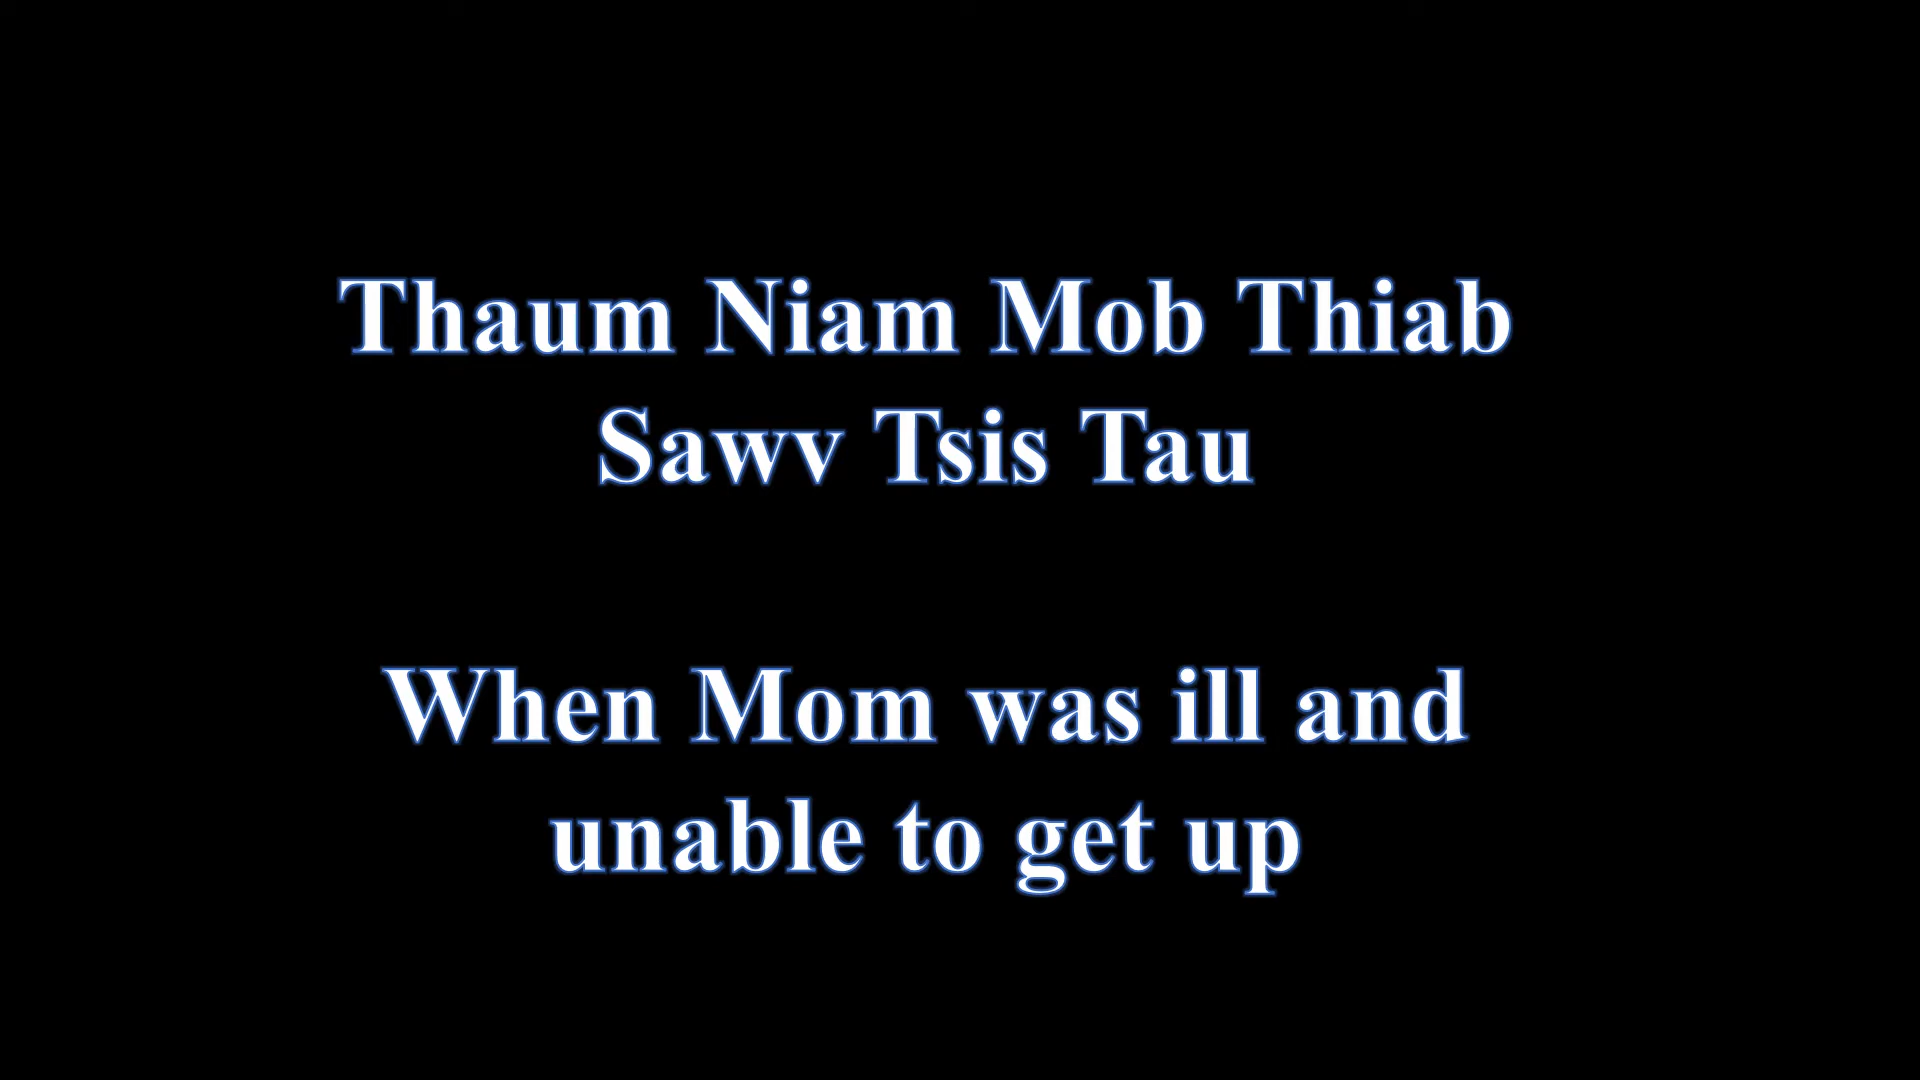 Thaum Niam Mob Thiab
Sawv Tsis Tau
When Mom was ill and
unable to get up